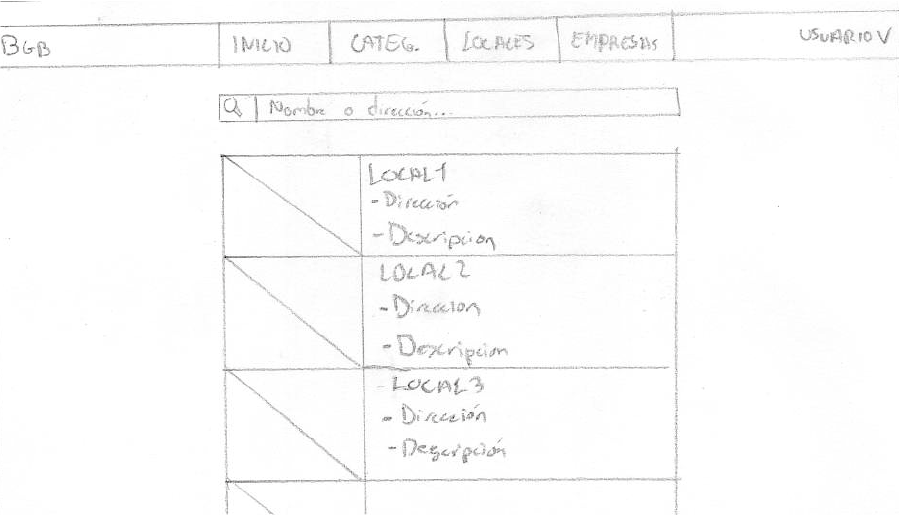 BGB
INICIO
CATEG.
LOCALES
EMPRESAS
USUARIO V
Nombre o dirección...
LOCAL 1
- Dirección
- Descripcion
LOCAL 2
- Direccion
- Descripcion
- LOCAL 3
- Dirección
- Descripción